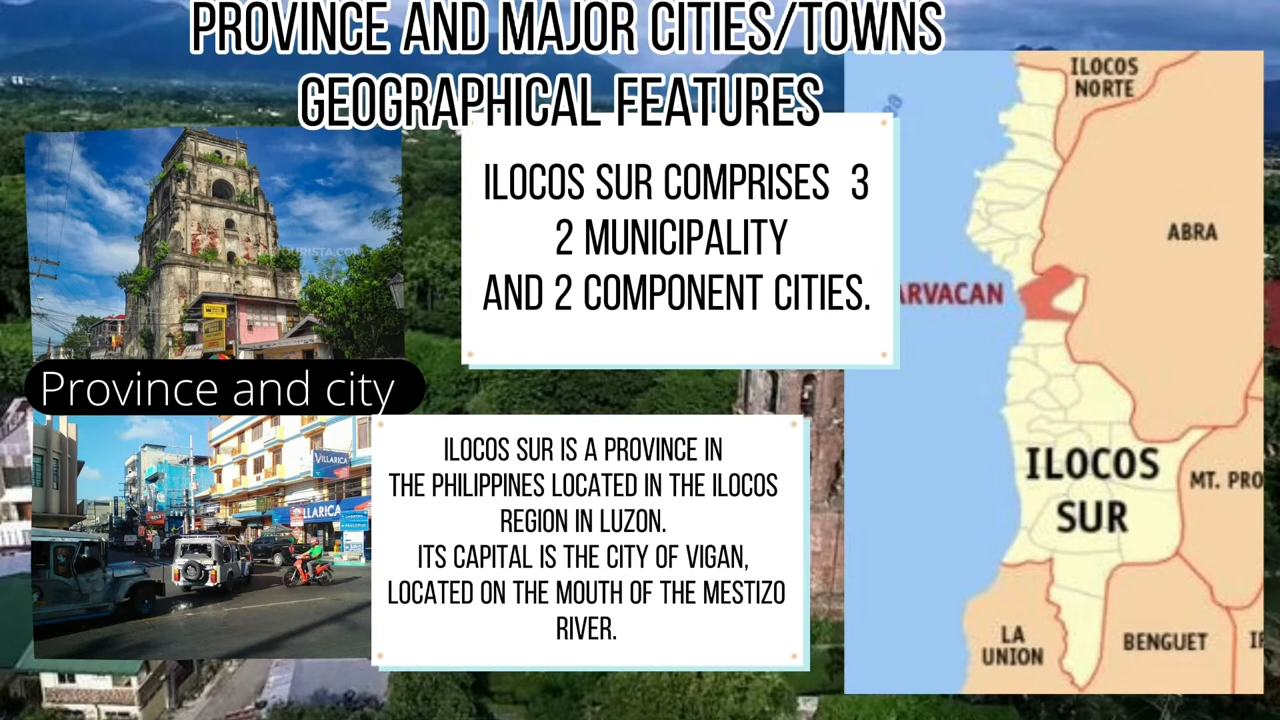 PROVINCE AND MAJOR CITIES/TOWNS
GEOGRAPHICAL FEATURES
ILOCOS SUR COMPRISES 3
2 MUNICIPALITY
AND 2 COMPONENT CITIES.
Province and city
VILLARICA
LLARICA
ILOCOS SUR IS A PROVINCE IN
THE PHILIPPINES LOCATED IN THE ILOCOS
REGION IN LUZON.
ITS CAPITAL IS THE CITY OF VIGAN,
LOCATED ON THE MOUTH OF THE MESTIZO
RIVER.
ILOCOS
NORTE
ABRA
ARVACAN
ILOCOS
SUR
MT. PRO
LA
UNION
BENGUET